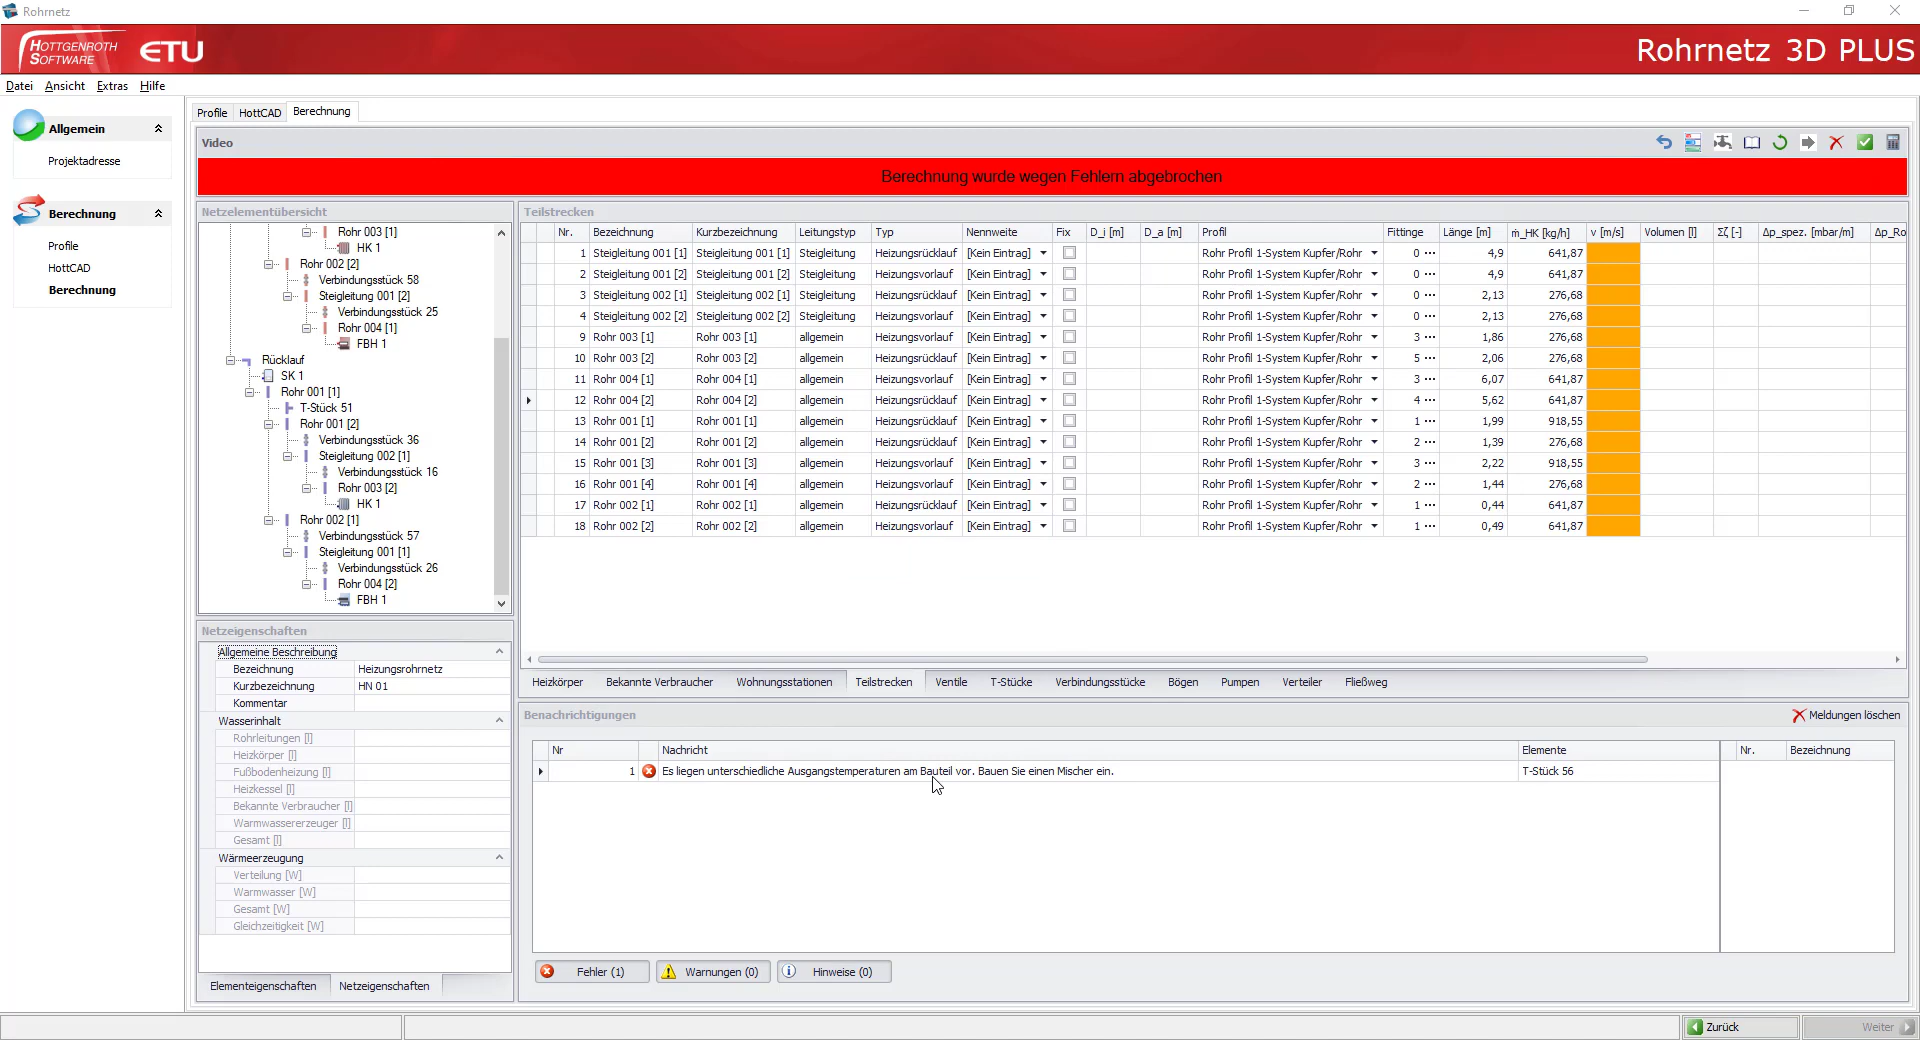 Rohrnetz
HOTTGENROTH SOFTWARE ETU
Rohrnetz 3D PLUS
Datei Ansicht Extras Hilfe
Allgemein
Projektadresse
Berechnung
Profile
HottCAD
Berechnung
Profile HottCAD Berechnung
Video
Berechnung wurde wegen Fehlern abgebrochen
Netzelementübersicht
Rohr 003 [1]
HK 1
Rohr 002 [2]
Verbindungsstück 58
Steigleitung 001 [2]
Verbindungsstück 25
Rohr 004 [1]
FBH 1
Rücklauf
SK 1
Rohr 001 [1]
T-Stück 51
Rohr 001 [2]
Verbindungsstück 36
Steigleitung 002 [1]
Verbindungsstück 16
Rohr 003 [2]
HK 1
Rohr 002 [1]
Verbindungsstück 57
Steigleitung 001 [1]
Verbindungsstück 26
Rohr 004 [2]
FBH 1
Netzeigenschaften
Allgemeine Beschreibung
Bezeichnung Heizungsrohrnetz
Kurzbezeichnung HN 01
Kommentar
Wasserinhalt
Rohrleitungen [l]
Heizkörper [l]
Fußbodenheizung [l]
Heizkessel [l]
Bekannte Verbraucher [l]
Warmwassererzeuger [l]
Gesamt [l]
Wärmeerzeugung
Verteilung [W]
Warmwasser [W]
Gesamt [W]
Gleichzeitigkeit [W]
Elementeigenschaften Netzeigenschaften
Teilstrecken
Nr. Bezeichnung Kurzbezeichnung Leitungstyp Typ Nennweite Fix D_i [m] D_a [m] Profil Fittinge Länge [m] ṁ_HK [kg/h] v [m/s] Volumen [l] Σζ [-] Δp_spez. [mbar/m] Δp_Ro
1 Steigleitung 001 [1] Steigleitung 001 [1] Steigleitung Heizungsrücklauf [Kein Eintrag] Rohr Profil 1-System Kupfer/Rohr 0 ... 4,9 641,87
2 Steigleitung 001 [2] Steigleitung 001 [2] Steigleitung Heizungsvorlauf [Kein Eintrag] Rohr Profil 1-System Kupfer/Rohr 0 ... 4,9 641,87
3 Steigleitung 002 [1] Steigleitung 002 [1] Steigleitung Heizungsrücklauf [Kein Eintrag] Rohr Profil 1-System Kupfer/Rohr 0 ... 2,13 276,68
4 Steigleitung 002 [2] Steigleitung 002 [2] Steigleitung Heizungsvorlauf [Kein Eintrag] Rohr Profil 1-System Kupfer/Rohr 0 ... 2,13 276,68
9 Rohr 003 [1] Rohr 003 [1] allgemein Heizungsvorlauf [Kein Eintrag] Rohr Profil 1-System Kupfer/Rohr 3 ... 1,86 276,68
10 Rohr 003 [2] Rohr 003 [2] allgemein Heizungsrücklauf [Kein Eintrag] Rohr Profil 1-System Kupfer/Rohr 5 ... 2,06 276,68
11 Rohr 004 [1] Rohr 004 [1] allgemein Heizungsvorlauf [Kein Eintrag] Rohr Profil 1-System Kupfer/Rohr 3 ... 6,07 641,87
12 Rohr 004 [2] Rohr 004 [2] allgemein Heizungsrücklauf [Kein Eintrag] Rohr Profil 1-System Kupfer/Rohr 4 ... 5,62 641,87
13 Rohr 001 [1] Rohr 001 [1] allgemein Heizungsrücklauf [Kein Eintrag] Rohr Profil 1-System Kupfer/Rohr 1 ... 1,99 918,55
14 Rohr 001 [2] Rohr 001 [2] allgemein Heizungsrücklauf [Kein Eintrag] Rohr Profil 1-System Kupfer/Rohr 2 ... 1,39 276,68
15 Rohr 001 [3] Rohr 001 [3] allgemein Heizungsvorlauf [Kein Eintrag] Rohr Profil 1-System Kupfer/Rohr 3 ... 2,22 918,55
16 Rohr 001 [4] Rohr 001 [4] allgemein Heizungsvorlauf [Kein Eintrag] Rohr Profil 1-System Kupfer/Rohr 2 ... 1,44 276,68
17 Rohr 002 [1] Rohr 002 [1] allgemein Heizungsrücklauf [Kein Eintrag] Rohr Profil 1-System Kupfer/Rohr 1 ... 0,44 641,87
18 Rohr 002 [2] Rohr 002 [2] allgemein Heizungsvorlauf [Kein Eintrag] Rohr Profil 1-System Kupfer/Rohr 1 ... 0,49 641,87
Heizkörper Bekannte Verbraucher Wohnungsstationen Teilstrecken Ventile T-Stücke Verbindungsstücke Bögen Pumpen Verteiler Fließweg
Benachrichtigungen Meldungen löschen
Nr Nachricht Elemente Nr. Bezeichnung
1 Es liegen unterschiedliche Ausgangstemperaturen am Bauteil vor. Bauen Sie einen Mischer ein. T-Stück 56
Fehler (1) Warnungen (0) Hinweise (0)
Zurück Weiter